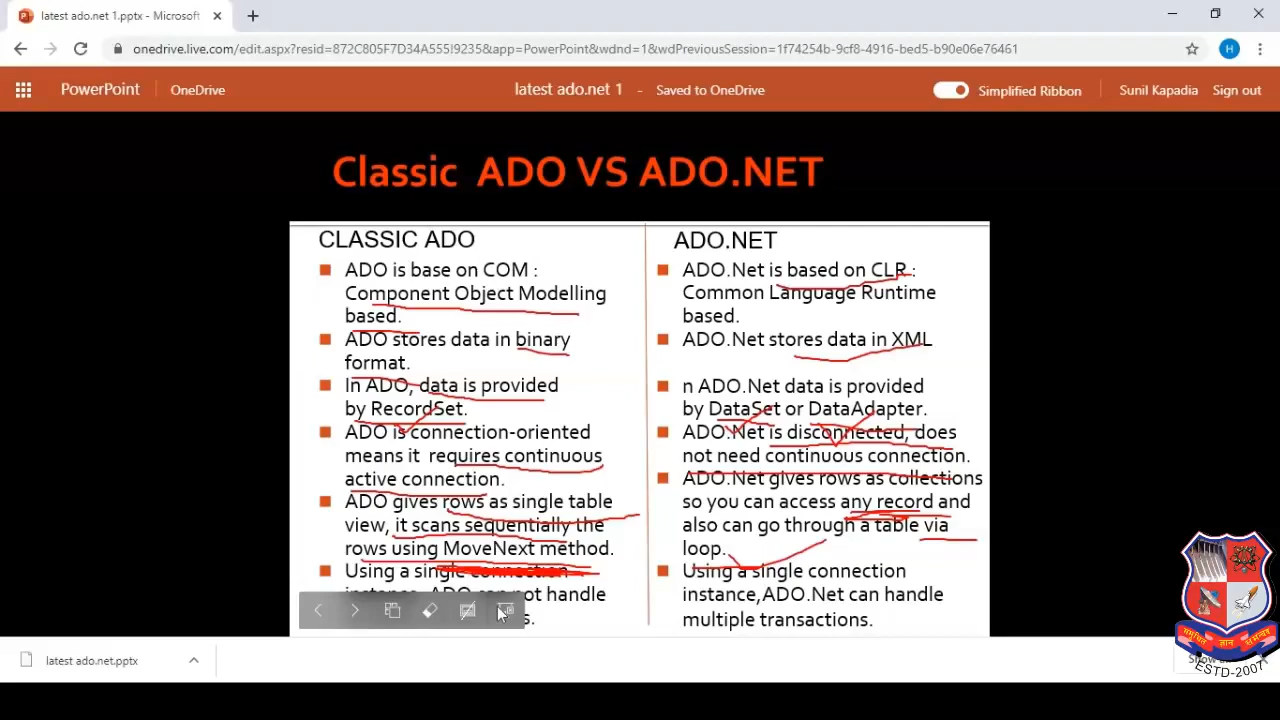 latest ado.net 1.pptx - Microsoft
onedrive.live.com/edit.aspx?resid=872C805F7D34A555!9235&app=PowerPoint&wdnd=1&wdPreviousSession=1f74254b-9cf8-4916-bed5-b90e06e76461
H
PowerPoint
OneDrive
latest ado.net 1 - Saved to OneDrive
Simplified Ribbon
Sunil Kapadia
Sign out
Classic ADO VS ADO.NET
CLASSIC ADO
ADO is base on COM :
Component Object Modelling
based.
ADO stores data in binary
format.
In ADO, data is provided
by RecordSet.
ADO is connection-oriented
means it requires continuous
active connection.
ADO gives rows as single table
view, it scans sequentially the
rows using MoveNext method.
Using a single connection
instance, ADO can not handle
s.
ADO.NET
ADO.Net is based on CLR :
Common Language Runtime
based.
ADO.Net stores data in XML
n ADO.Net data is provided
by DataSet or DataAdapter.
ADO.Net is disconnected, does
not need continuous connection.
ADO.Net gives rows as collections
so you can access any record and
also can go through a table via
loop.
Using a single connection
instance,ADO.Net can handle
multiple transactions.
latest ado.net.pptx
Show
ESTD-2007